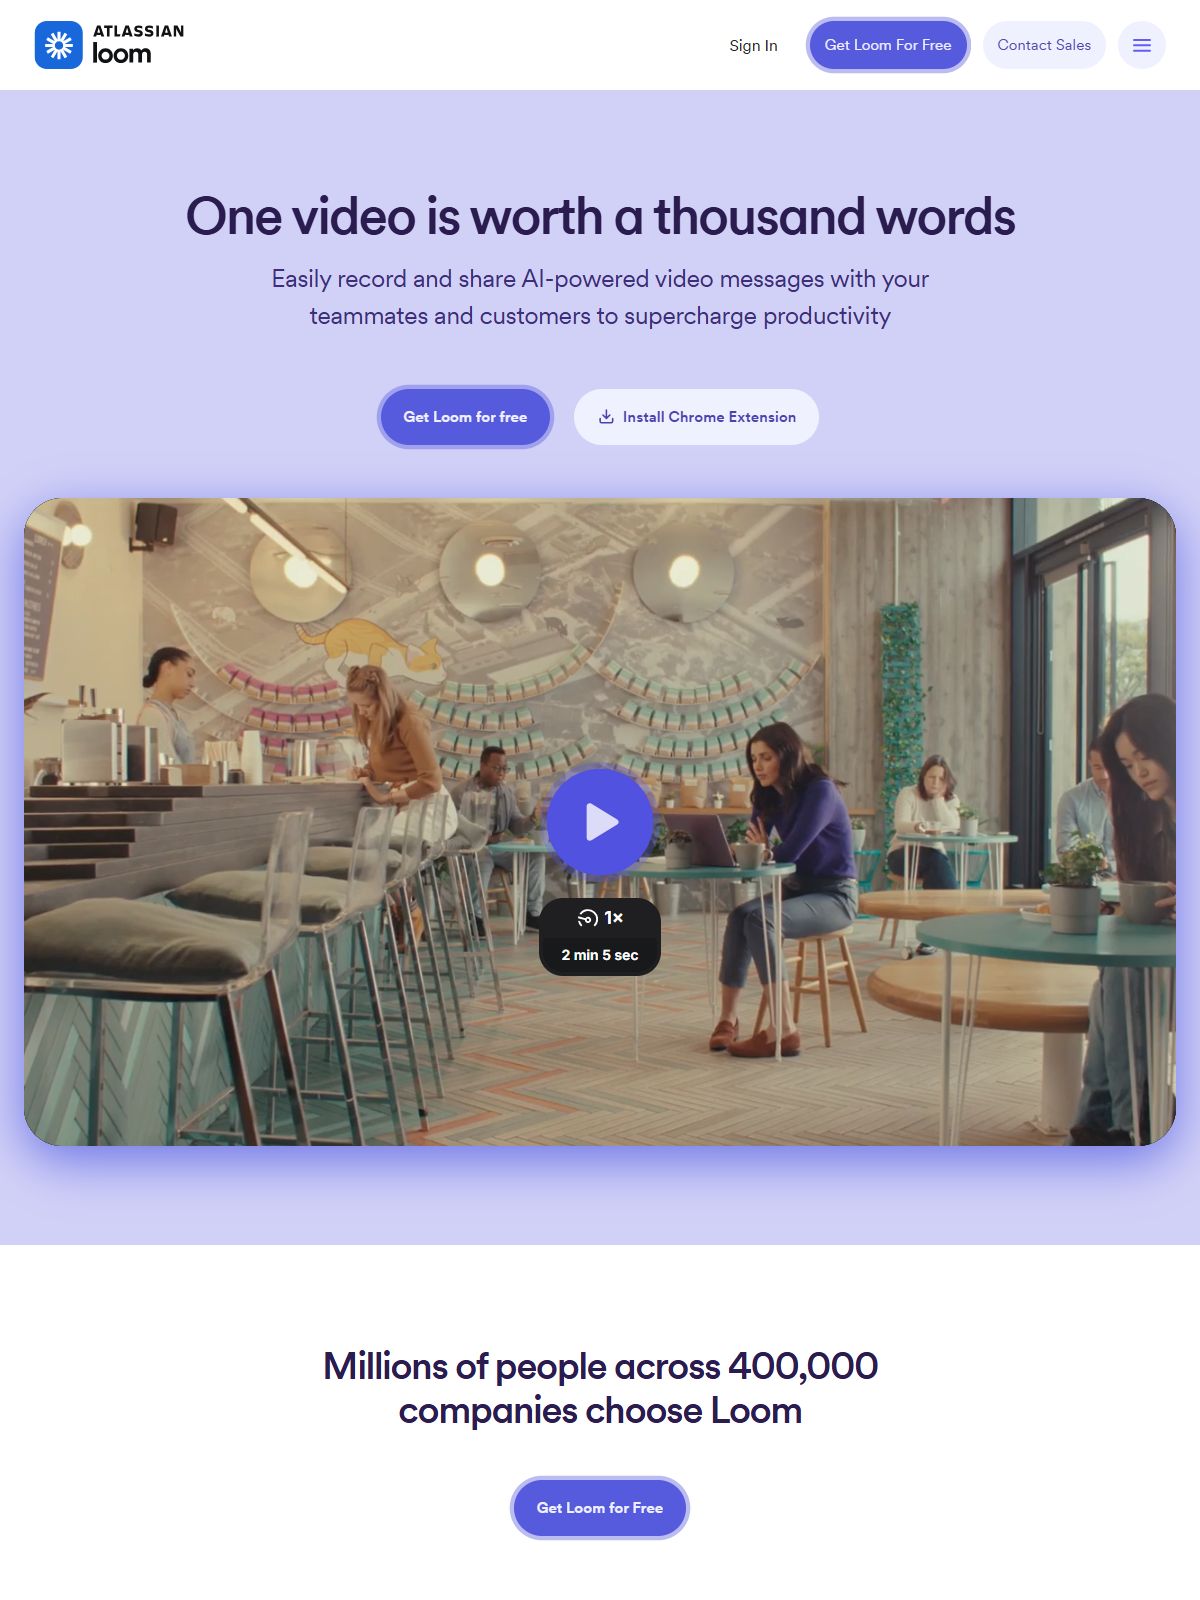 ATLASSIAN
loom
Sign In
Get Loom For Free
Contact Sales
One video is worth a thousand words
Easily record and share AI-powered video messages with your
teammates and customers to supercharge productivity
Get Loom for free
Install Chrome Extension
1×
2 min 5 sec
Millions of people across 400,000
companies choose Loom
Get Loom for Free